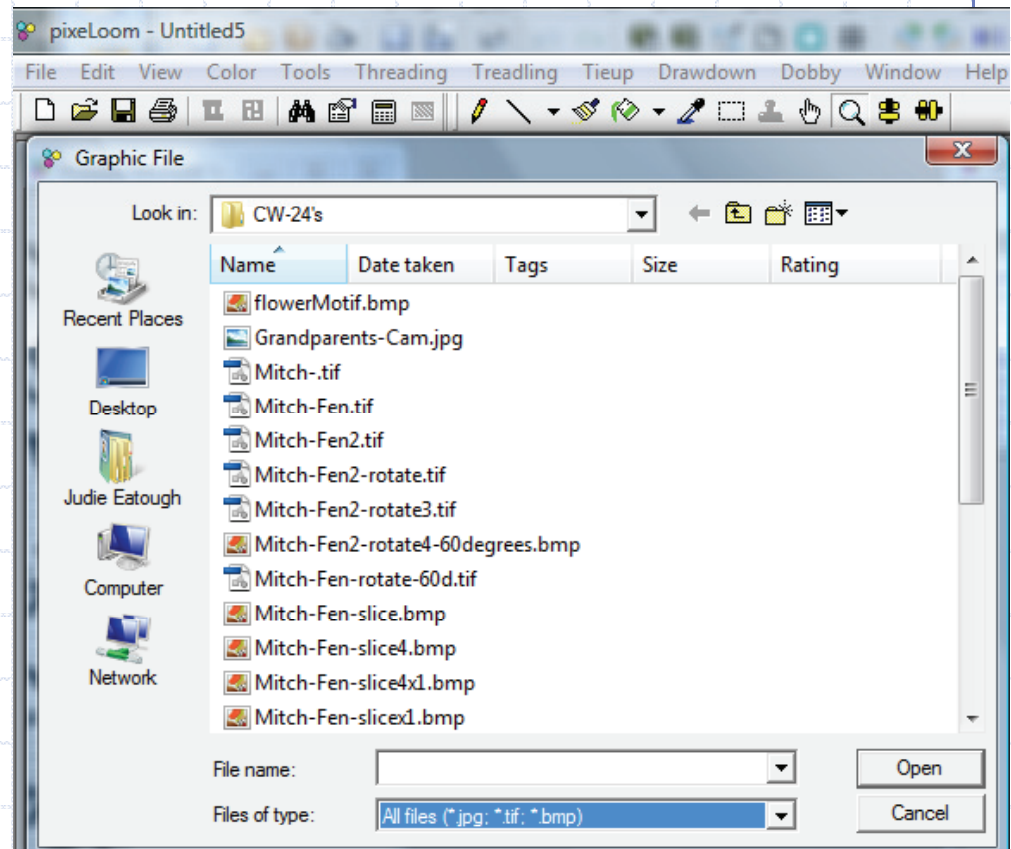 pixeLoom - Untitled5
File Edit View Color Tools Threading Treadling Tieup Drawdown Dobby Window Help
Graphic File
Look in: CW-24's
Name Date taken Tags Size Rating
Recent Places
Desktop
Judie Eatough
Computer
Network
flowerMotif.bmp
Grandparents-Cam.jpg
Mitch-.tif
Mitch-Fen.tif
Mitch-Fen2.tif
Mitch-Fen2-rotate.tif
Mitch-Fen2-rotate3.tif
Mitch-Fen2-rotate4-60degrees.bmp
Mitch-Fen-rotate-60d.tif
Mitch-Fen-slice.bmp
Mitch-Fen-slice4.bmp
Mitch-Fen-slice4x1.bmp
Mitch-Fen-slicex1.bmp
File name:
Open
Files of type: All files (*.jpg; *.tif; *.bmp)
Cancel